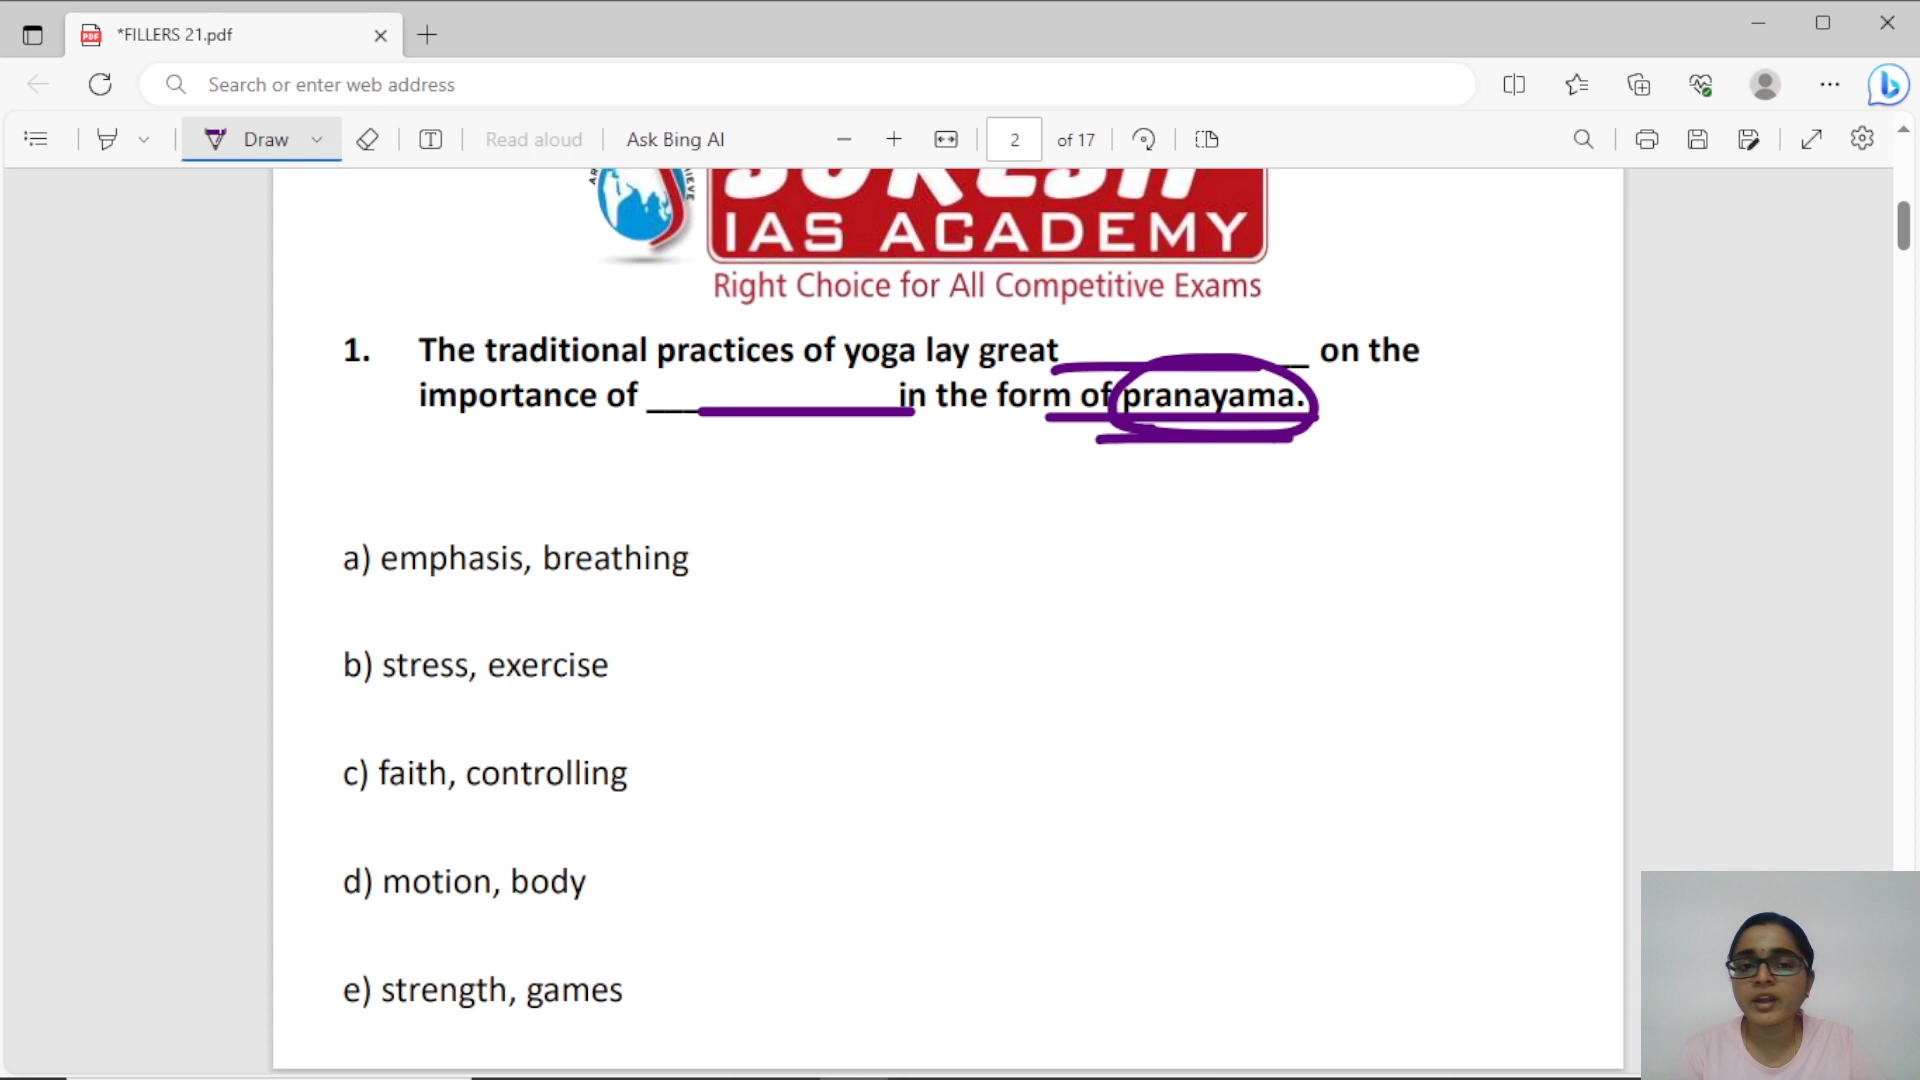 *FILLERS 21.pdf
Search or enter web address
Draw
Read aloud
Ask Bing AI
2 of 17
IAS ACADEMY
Right Choice for All Competitive Exams
1. The traditional practices of yoga lay great __ on the
importance of ___ in the form of pranayama.
a) emphasis, breathing
b) stress, exercise
c) faith, controlling
d) motion, body
e) strength, games